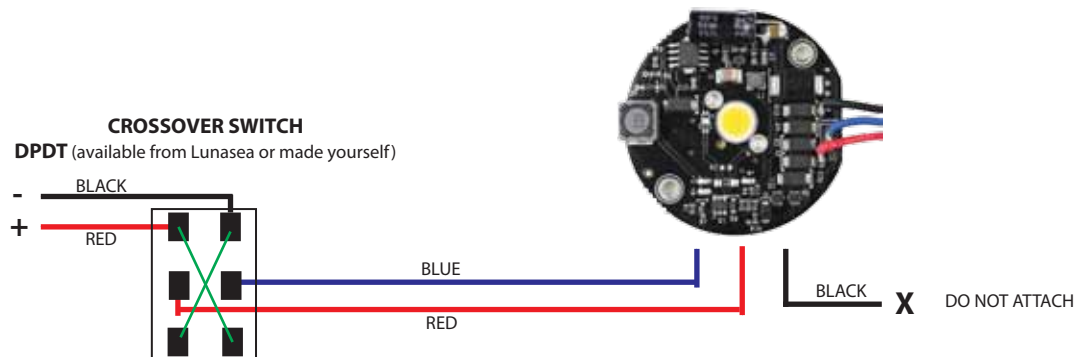 CROSSOVER SWITCH
DPDT (available from Lunasea or made yourself)
- BLACK
+ RED
BLUE
RED
BLACK X DO NOT ATTACH